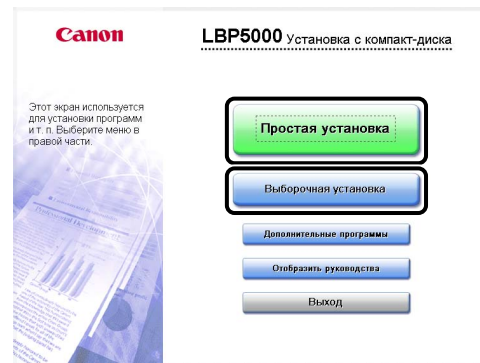 Canon
LBP5000 Установка с компакт-диска
Этот экран используется
для установки программ
и т. п. Выберите меню в
правой части.
Простая установка
Выборочная установка
Дополнительные программы
Отобразить руководства
Выход